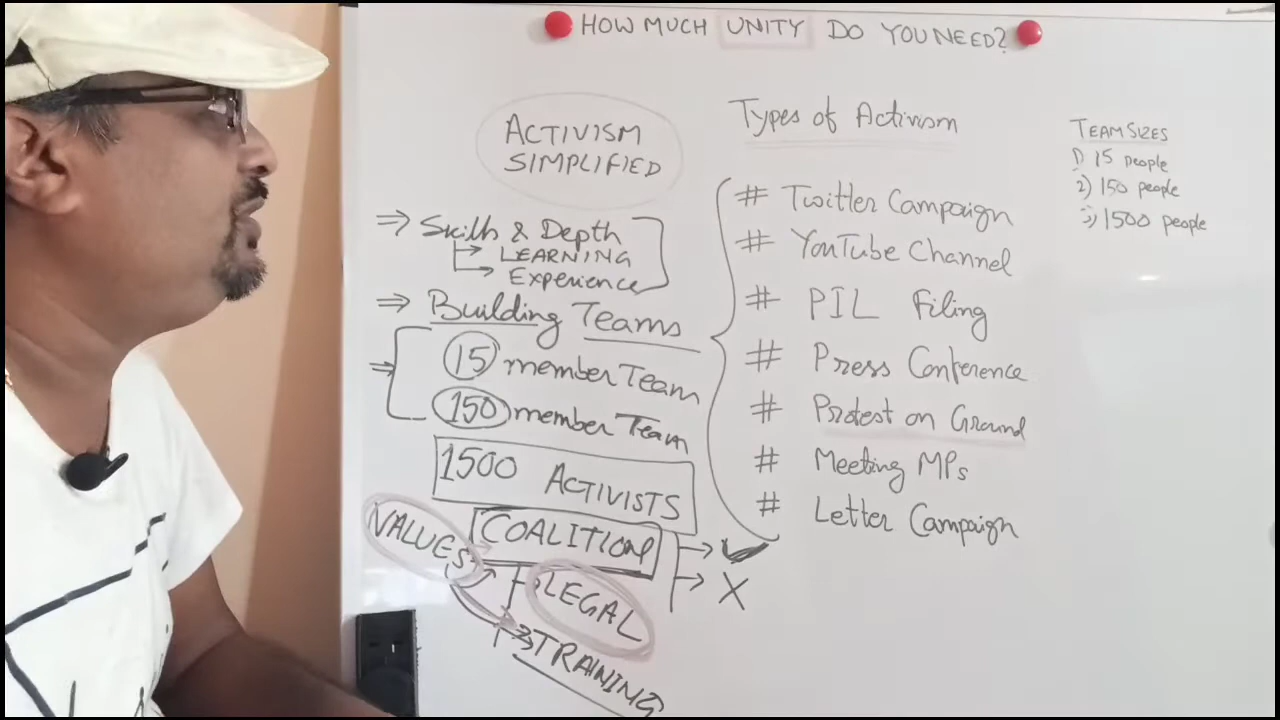 HOW MUCH UNITY DO YOU NEED?
ACTIVISM
SIMPLIFIED
⇒ Skills & Depth
→ LEARNING
→ Experience
⇒ Building Teams
⇒ 15 member Team
150 member Team
1500 ACTIVISTS
COALITION
VALUES
LEGAL
TRAINING
✓
X
Types of Activism
# Twitter Campaign
# YouTube Channel
# PIL Filing
# Press Conference
# Protest on Ground
# Meeting MPs
# Letter Campaign
TEAM SIZES
1) 15 people
2) 150 people
3) 1500 people